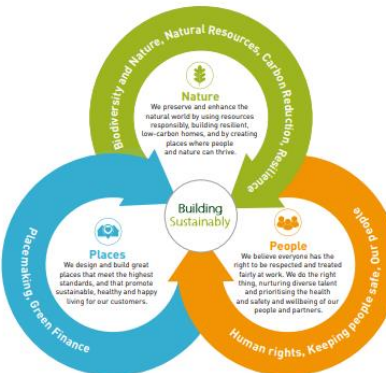 Biodiversity and Nature, Natural Resources, Carbon Reduction, Resilience
Nature
We preserve and enhance the
natural world by using resources
responsibly, building resilient,
low-carbon homes, and by creating
places where people
and nature can thrive.
Building
Sustainably
Places
We design and build great
places that meet the highest
standards, and that promote
sustainable, healthy and happy
living for our customers.
Placemaking, Green Finance
People
We believe everyone has the
right to be respected and treated
fairly at work. We do the right
thing, nurturing diverse talent
and prioritising the health
and safety and wellbeing of our
people and partners.
Human rights, Keeping people safe, Our people